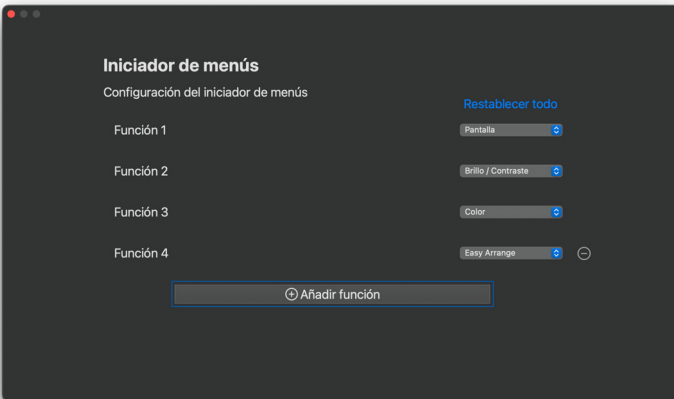 Iniciador de menús
Configuración del iniciador de menús
Restablecer todo
Función 1 Pantalla
Función 2 Brillo / Contraste
Función 3 Color
Función 4 Easy Arrange
Añadir función